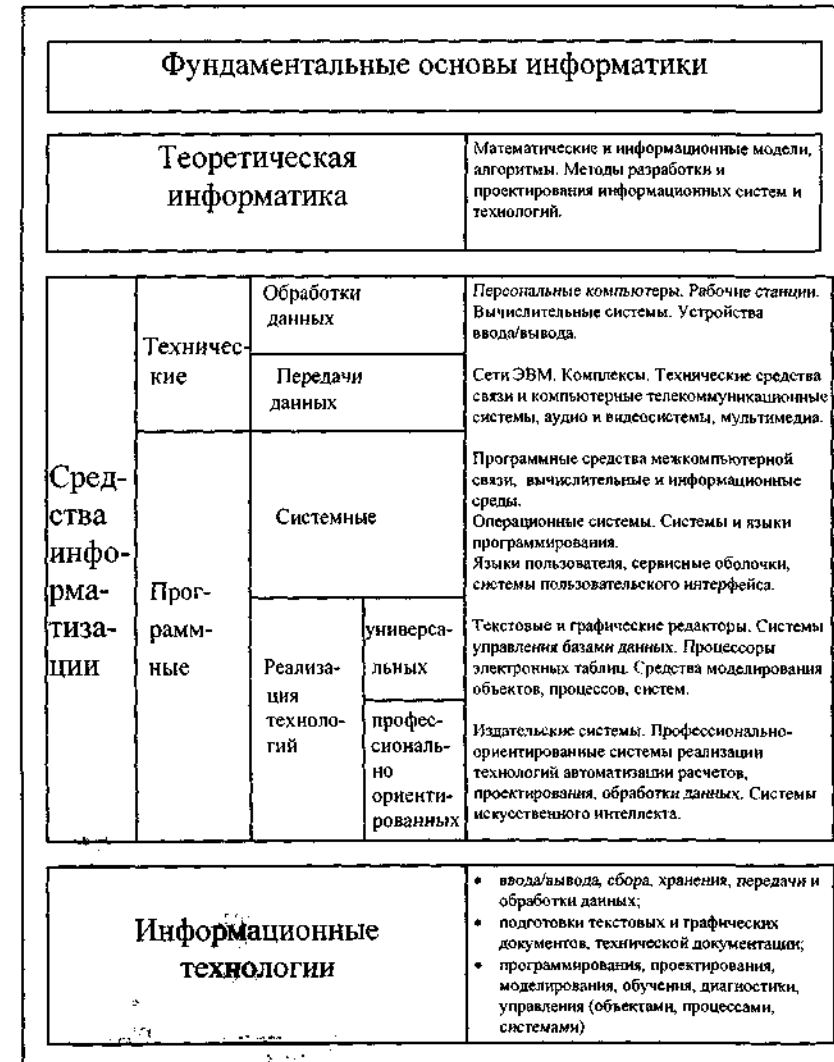 Фундаментальные основы информатики
Теоретическая
информатика
Математические и информационные модели,
алгоритмы. Методы разработки и
проектирования информационных систем и
технологий.
Сред-
ства
инфо-
рма-
тиза-
ции
Техничес-
кие
Обработки
данных
Персональные компьютеры. Рабочие станции.
Вычислительные системы. Устройства
ввода/вывода.
Передачи
данных
Сети ЭВМ. Комплексы. Технические средства
связи и компьютерные телекоммуникационные
системы, аудио и видеосистемы, мультимедиа.
Прог-
рамм-
ные
Системные
Программные средства межкомпьютерной
связи, вычислительные и информационные
среды.
Операционные системы. Системы и языки
программирования.
Языки пользователя, сервисные оболочки,
системы пользовательского интерфейса.
Реализа-
ция
техноло-
гий
универса-
льных
Текстовые и графические редакторы. Системы
управления базами данных. Процессоры
электронных таблиц. Средства моделирования
объектов, процессов, систем.
профес-
сиональ-
но
ориенти-
рованных
Издательские системы. Профессионально-
ориентированные системы реализации
технологий автоматизации расчетов,
проектирования, обработки данных. Системы
искусственного интеллекта.
Информационные
технологии
• ввода/вывода, сбора, хранения, передачи и
обработки данных;
• подготовки текстовых и графических
документов, технической документации;
• программирования, проектирования,
моделирования, обучения, диагностики,
управления (объектами, процессами,
системами)